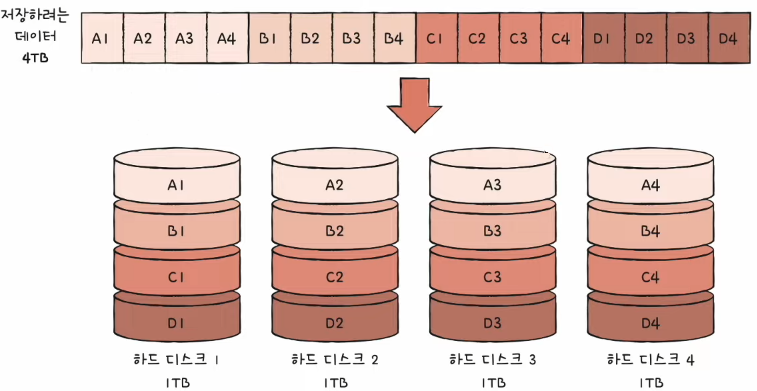 저장하려는
데이터
4TB
A1 A2 A3 A4 B1 B2 B3 B4 C1 C2 C3 C4 D1 D2 D3 D4
A1 A2 A3 A4
B1 B2 B3 B4
C1 C2 C3 C4
D1 D2 D3 D4
하드 디스크 1 하드 디스크 2 하드 디스크 3 하드 디스크 4
1TB 1TB 1TB 1TB